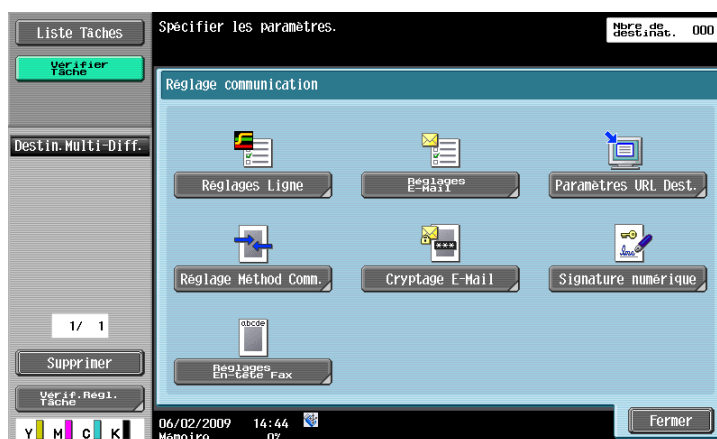 Liste Tâches
Spécifier les paramètres.
Nbre de
destinat.
000
Vérifier
Tâche
Réglage communication
Destin.Multi-Diff.
Réglages Ligne
Réglages
E-Mail
Paramètres URL Dest.
abcde
Réglage Méthod Comm.
Cryptage E-Mail
Signature numérique
1/ 1
Supprimer
Réglages
En-tête Fax
Vérif.Régl.
Tâche
Fermer
06/02/2009 14:44
Mémoire 0%
Y M C K